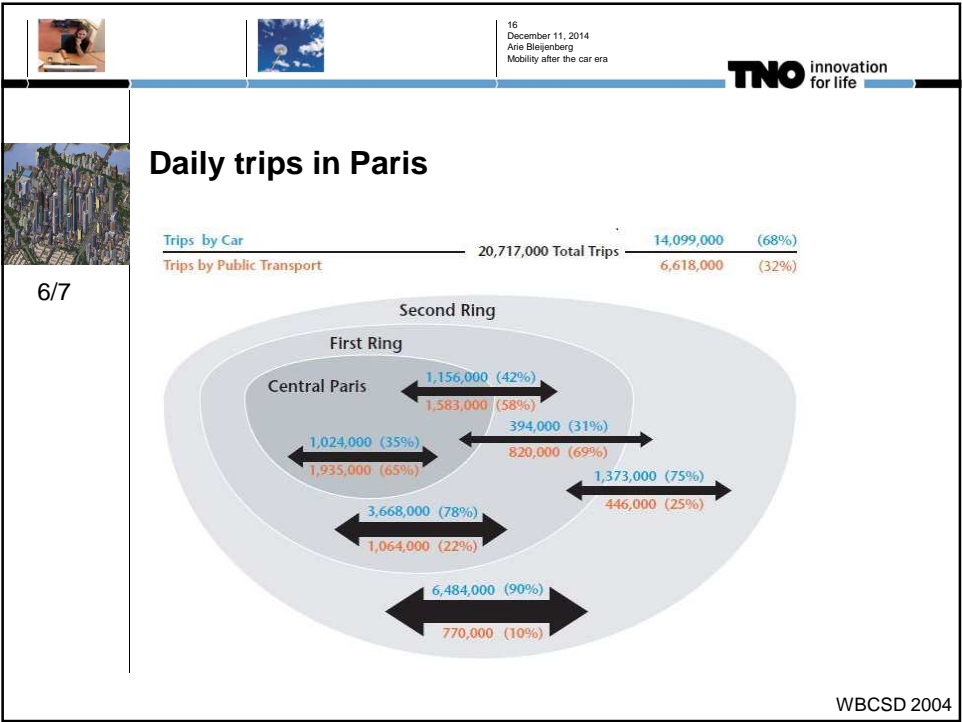 16
December 11, 2014
Arie Bleijenberg
Mobility after the car era
TNO innovation
for life
Daily trips in Paris
6/7
Trips by Car
20,717,000 Total Trips
14,099,000 (68%)
Trips by Public Transport
6,618,000 (32%)
Second Ring
First Ring
Central Paris
1,156,000 (42%)
1,583,000 (58%)
394,000 (31%)
820,000 (69%)
1,024,000 (35%)
1,935,000 (65%)
1,373,000 (75%)
446,000 (25%)
3,668,000 (78%)
1,064,000 (22%)
6,484,000 (90%)
770,000 (10%)
WBCSD 2004